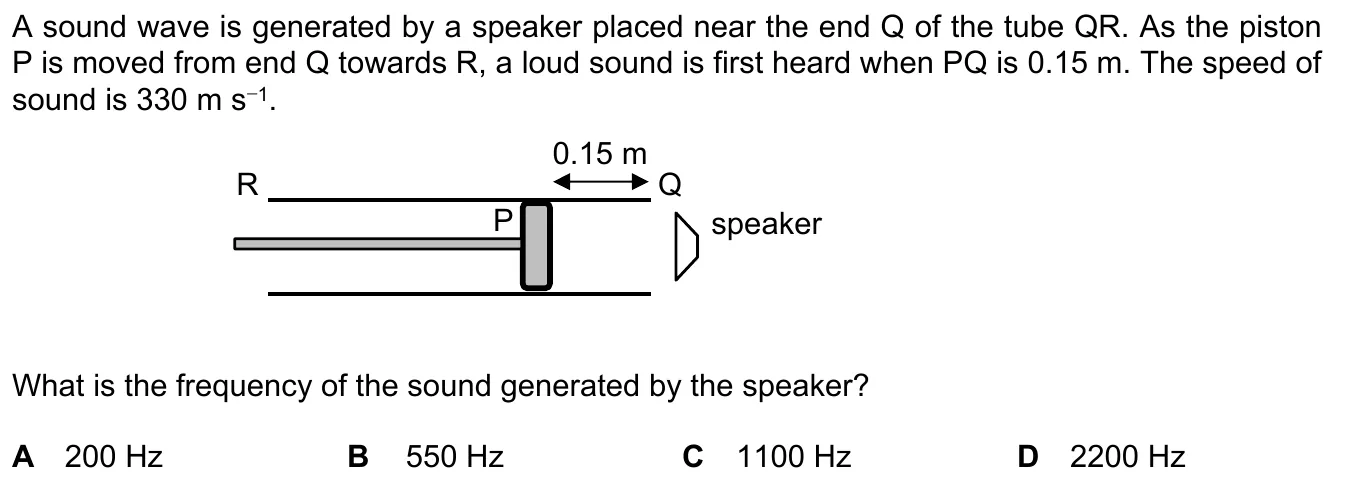 A sound wave is generated by a speaker placed near the end Q of the tube QR. As the piston
P is moved from end Q towards R, a loud sound is first heard when PQ is 0.15 m. The speed of
sound is 330 m s⁻¹.
0.15 m
R
Q
P
speaker
What is the frequency of the sound generated by the speaker?
A 200 Hz B 550 Hz C 1100 Hz D 2200 Hz